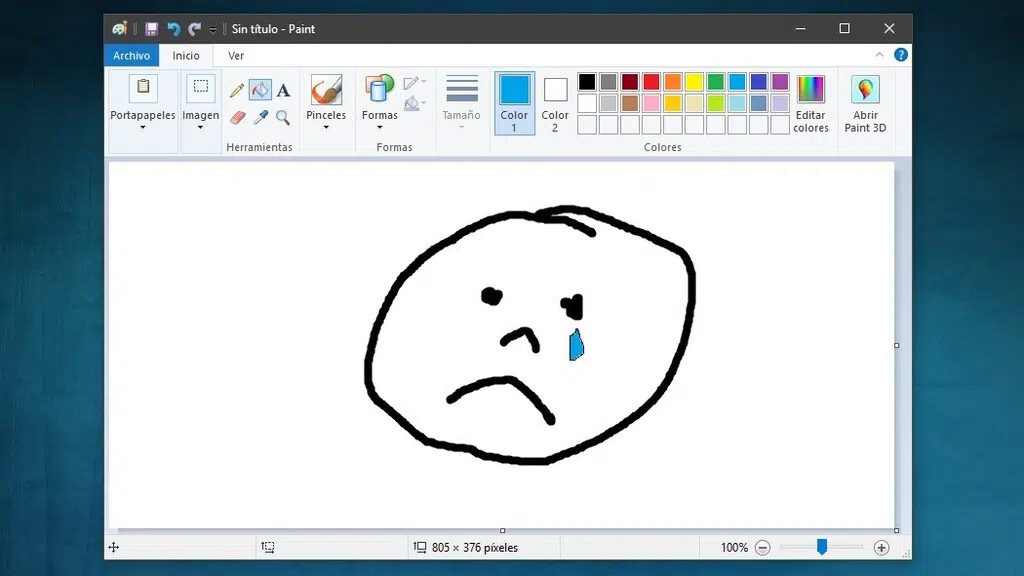 Sin título - Paint
Archivo Inicio Ver
Portapapeles Imagen A Pinceles Formas Tamaño Color 1 Color 2 Editar colores Abrir Paint 3D
Herramientas Formas Colores
805 × 376 píxeles 100%